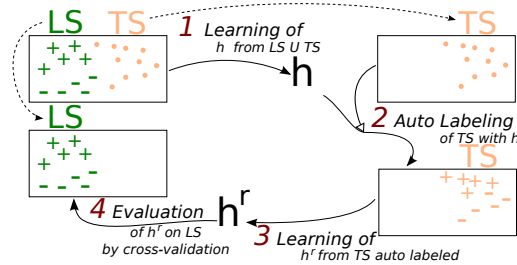 LS TS
TS
1 Learning of
h from LS U TS
h
LS
2 Auto Labeling
of TS with h
TS
4 Evaluation
of h^r on LS
by cross-validation
h^r
3 Learning of
h^r from TS auto labeled